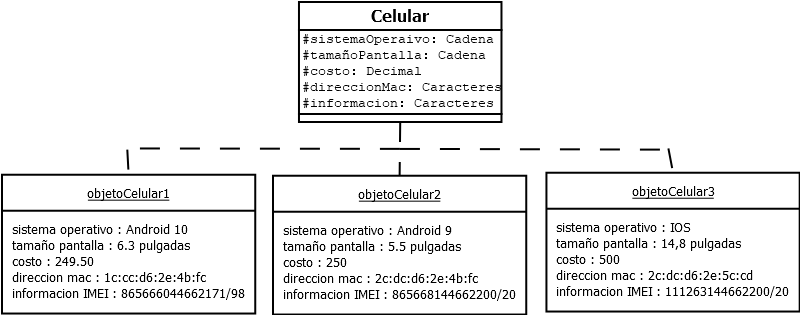 Celular
#sistemaOperaivo: Cadena
#tamañoPantalla: Cadena
#costo: Decimal
#direccionMac: Caracteres
#informacion: Caracteres
objetoCelular1
sistema operativo : Android 10
tamaño pantalla : 6.3 pulgadas
costo : 249.50
direccion mac : 1c:cc:d6:2e:4b:fc
informacion IMEI : 865666044662171/98
objetoCelular2
sistema operativo : Android 9
tamaño pantalla : 5.5 pulgadas
costo : 250
direccion mac : 2c:dc:d6:2e:4b:fc
informacion IMEI : 865668144662200/20
objetoCelular3
sistema operativo : IOS
tamaño pantalla : 14,8 pulgadas
costo : 500
direccion mac : 2c:dc:d6:2e:5c:cd
informacion IMEI : 111263144662200/20